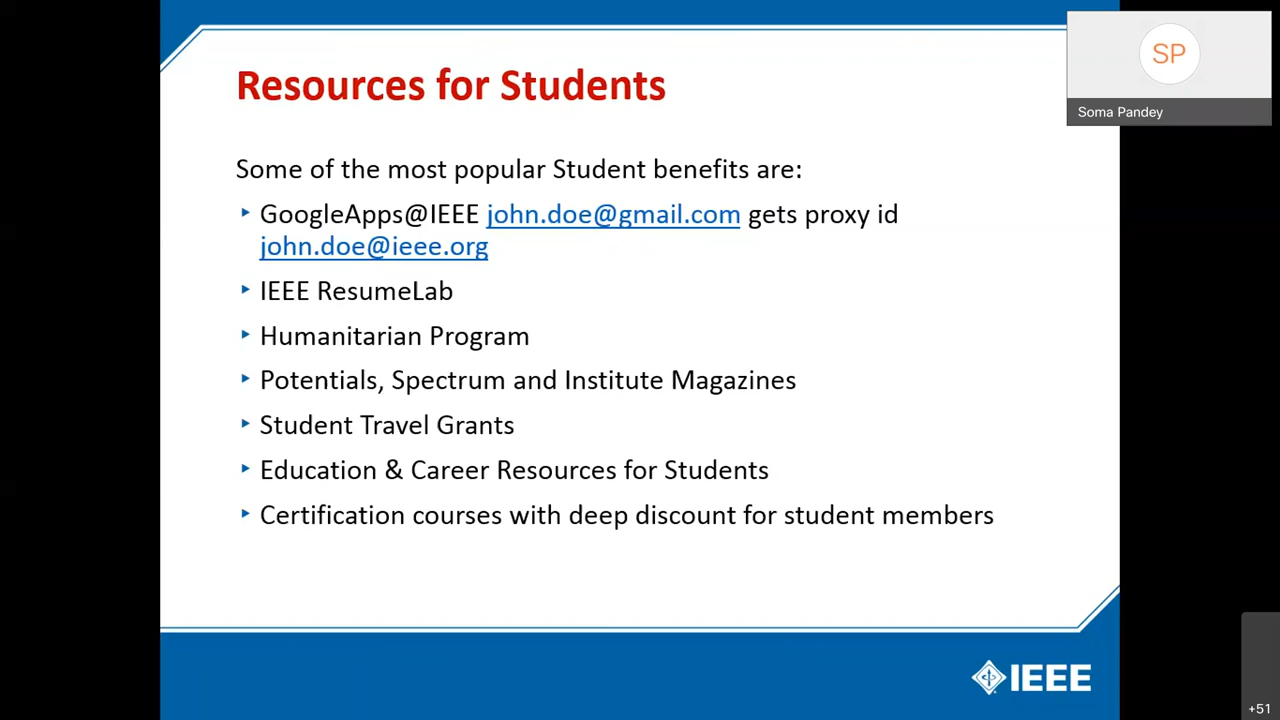 Resources for Students
SP
Soma Pandey
Some of the most popular Student benefits are:
GoogleApps@IEEE john.doe@gmail.com gets proxy id
john.doe@ieee.org
IEEE ResumeLab
Humanitarian Program
Potentials, Spectrum and Institute Magazines
Student Travel Grants
Education & Career Resources for Students
Certification courses with deep discount for student members
IEEE
+51